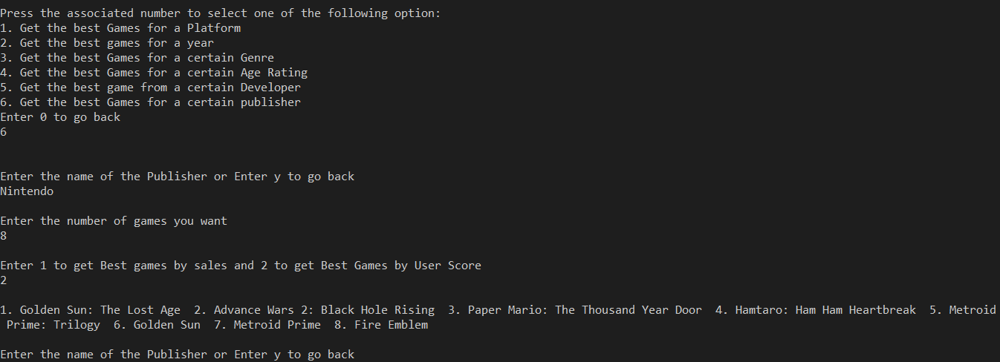 Press the associated number to select one of the following option:
1. Get the best Games for a Platform
2. Get the best games for a year
3. Get the best Games for a certain Genre
4. Get the best Games for a certain Age Rating
5. Get the best game from a certain Developer
6. Get the best Games for a certain publisher
Enter 0 to go back
6
Enter the name of the Publisher or Enter y to go back
Nintendo
Enter the number of games you want
8
Enter 1 to get Best games by sales and 2 to get Best Games by User Score
2
1. Golden Sun: The Lost Age  2. Advance Wars 2: Black Hole Rising  3. Paper Mario: The Thousand Year Door  4. Hamtaro: Ham Ham Heartbreak  5. Metroid
Prime: Trilogy  6. Golden Sun  7. Metroid Prime  8. Fire Emblem
Enter the name of the Publisher or Enter y to go back